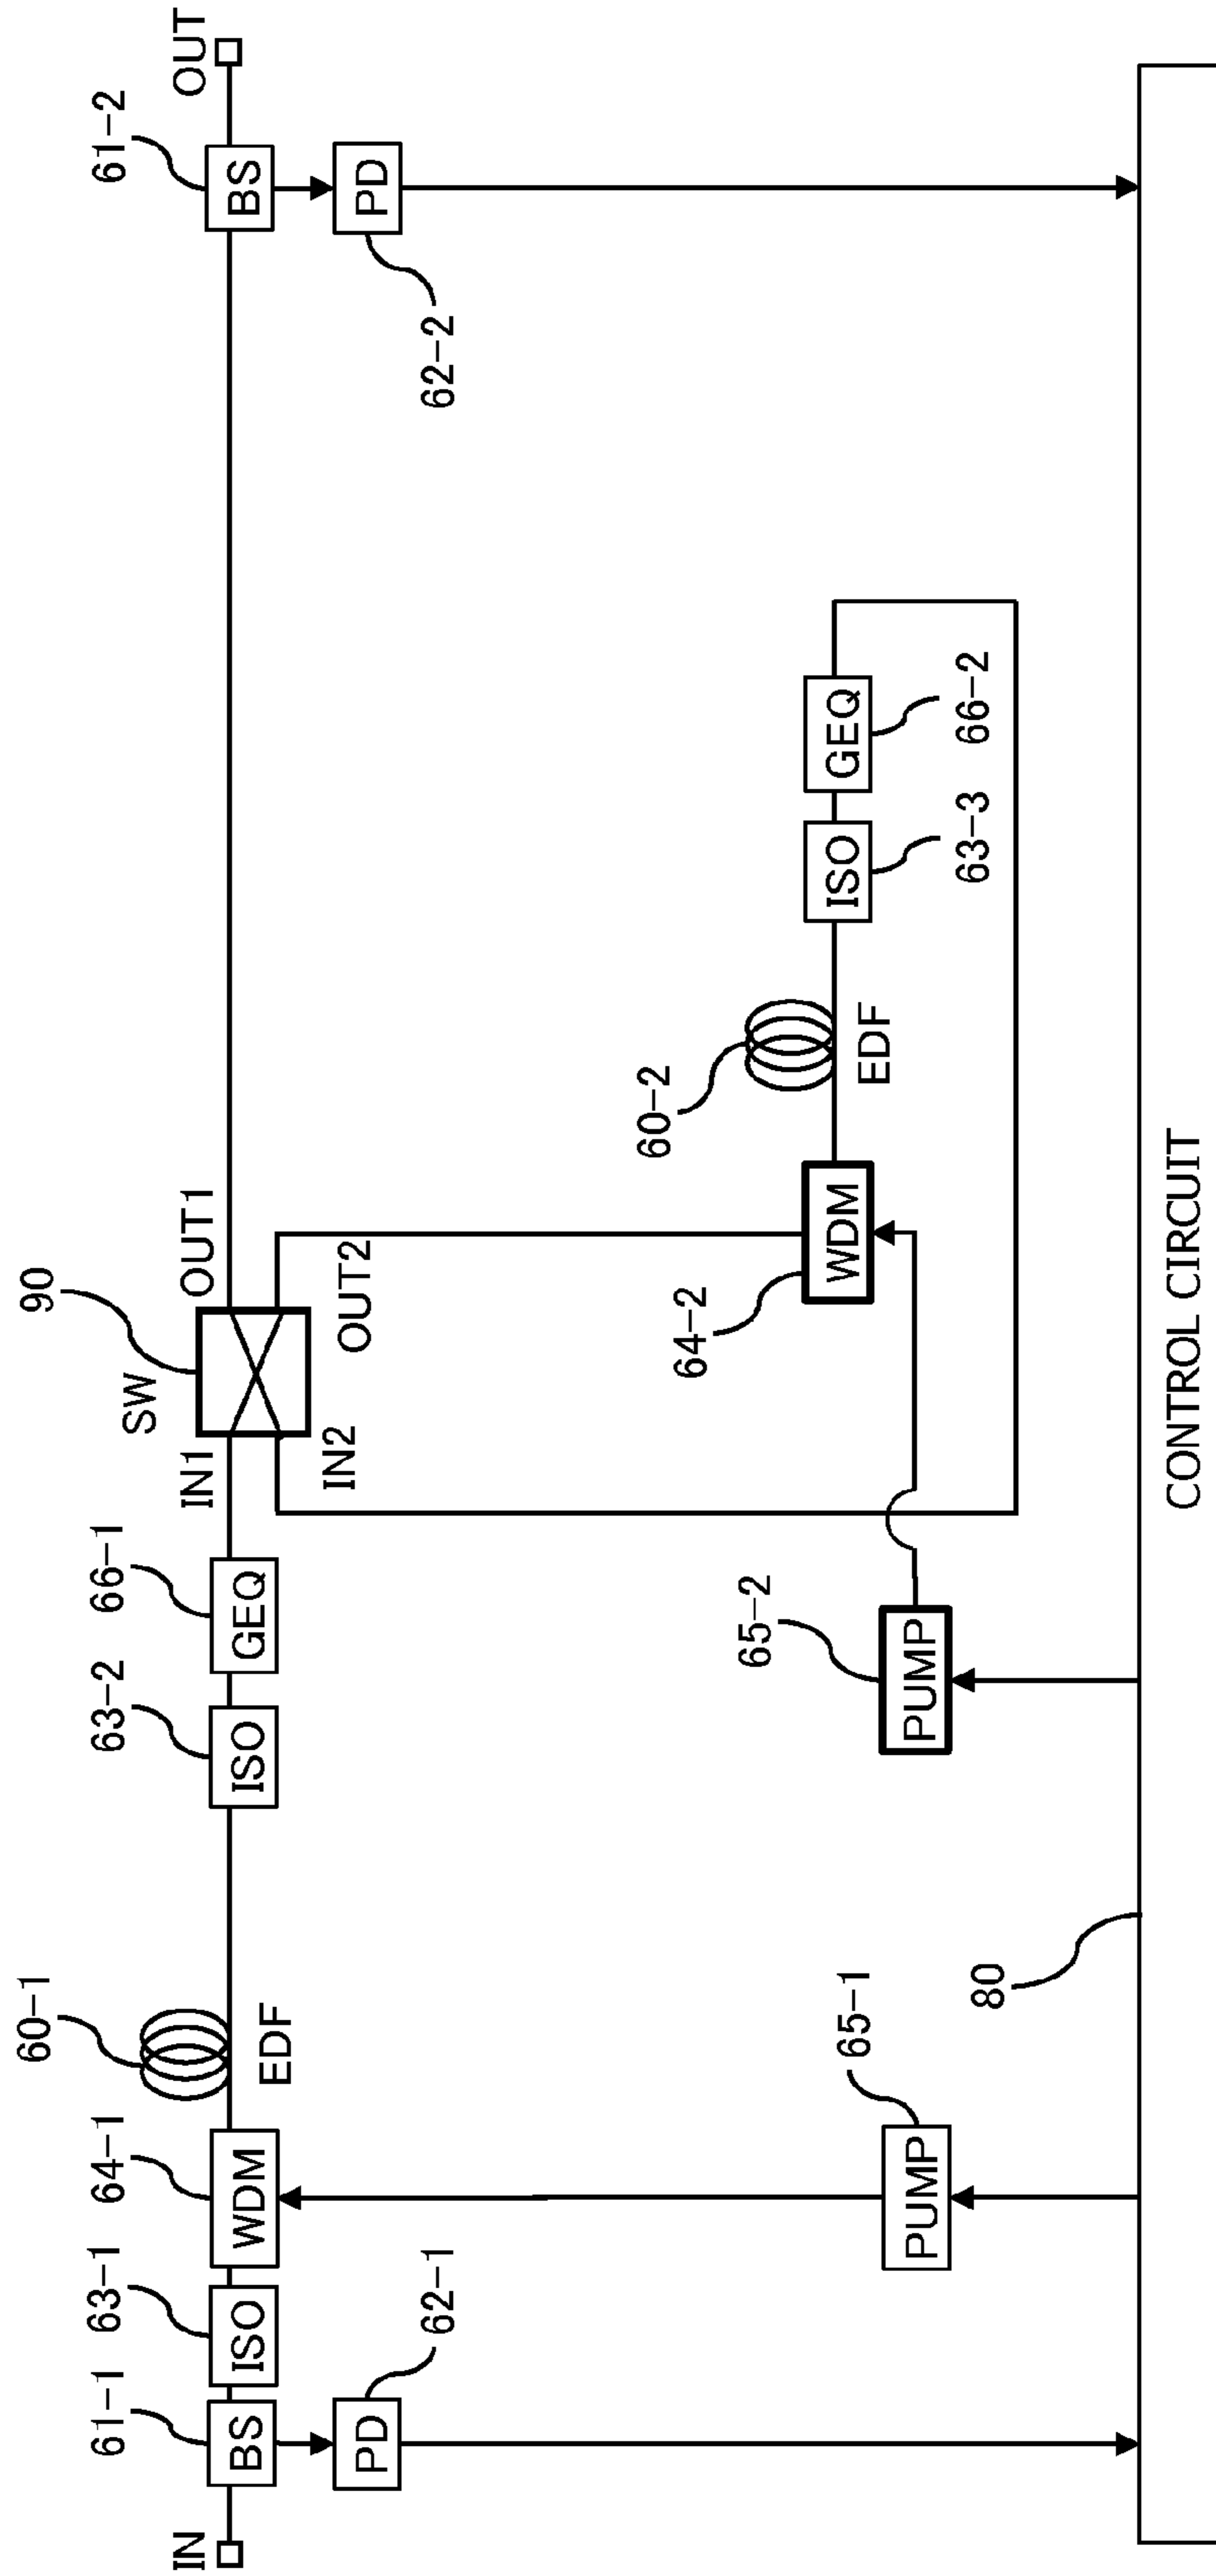 IN
61-1
BS
PD
62-1
63-1
ISO
64-1
WDM
60-1
EDF
65-1
PUMP
80
63-2
ISO
66-1
GEQ
IN1
IN2
SW
90
OUT1
OUT2
65-2
PUMP
64-2
WDM
60-2
EDF
ISO
63-3
GEQ
66-2
61-2
BS
PD
62-2
OUT
CONTROL CIRCUIT